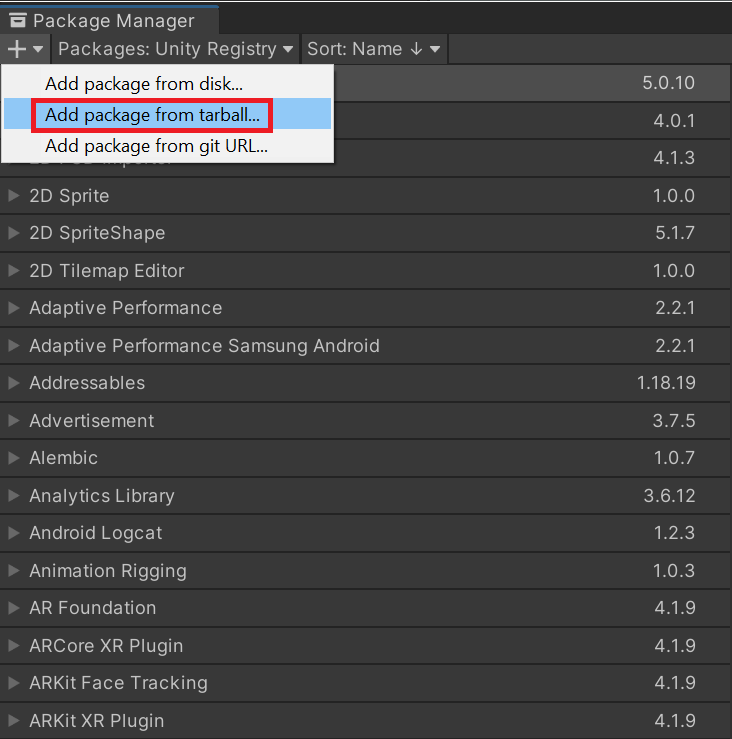 Package Manager
Packages: Unity Registry Sort: Name ↓
Add package from disk... 5.0.10
Add package from tarball... 4.0.1
Add package from git URL... 4.1.3
2D Sprite 1.0.0
2D SpriteShape 5.1.7
2D Tilemap Editor 1.0.0
Adaptive Performance 2.2.1
Adaptive Performance Samsung Android 2.2.1
Addressables 1.18.19
Advertisement 3.7.5
Alembic 1.0.7
Analytics Library 3.6.12
Android Logcat 1.2.3
Animation Rigging 1.0.3
AR Foundation 4.1.9
ARCore XR Plugin 4.1.9
ARKit Face Tracking 4.1.9
ARKit XR Plugin 4.1.9